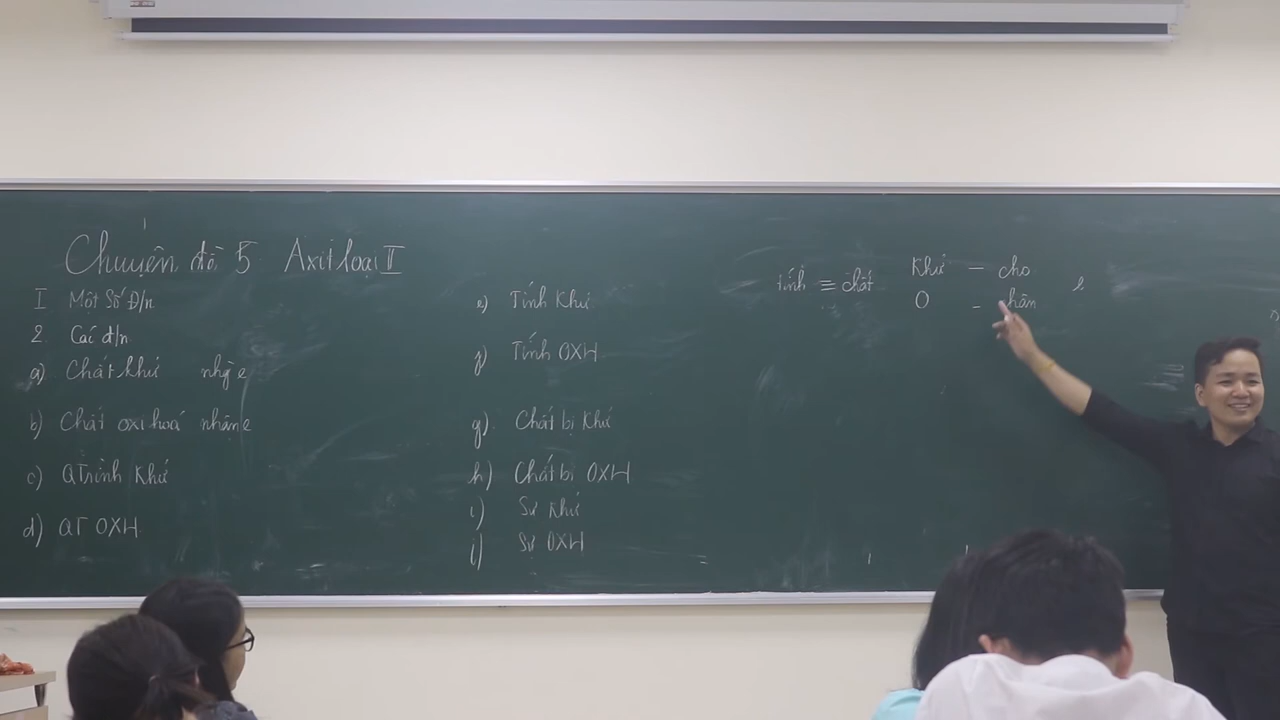 Chuyên đề 5 Axit loại II
I Một Số Đ/n
2. Các đ/n
a) Chất khử nhg e
b) Chất oxi hoá nhận e
c) QTrình Khử
d) QT OXH
e) Tính Khử
f) Tính OXH
g) Chất bị Khử
h) Chất bị OXH
i) Sự Khử
j) Sự OXH
tính ≡ chất
Khử – cho
O – nhận
e